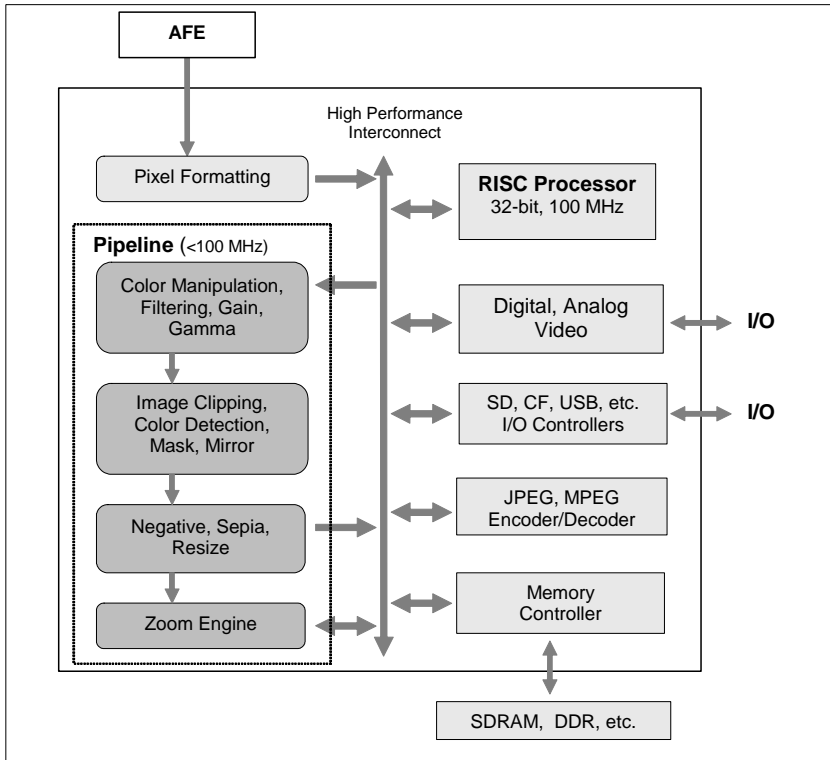 AFE
High Performance
Interconnect
Pixel Formatting
RISC Processor
32-bit, 100 MHz
Pipeline (<100 MHz)
Color Manipulation,
Filtering, Gain,
Gamma
Digital, Analog
Video
I/O
Image Clipping,
Color Detection,
Mask, Mirror
SD, CF, USB, etc.
I/O Controllers
I/O
Negative, Sepia,
Resize
JPEG, MPEG
Encoder/Decoder
Zoom Engine
Memory
Controller
SDRAM, DDR, etc.